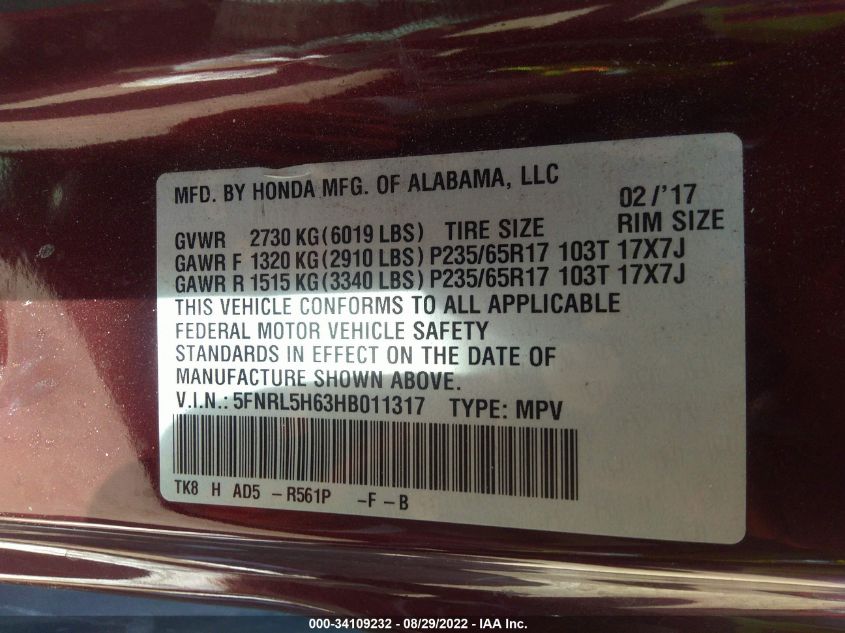 MFD. BY HONDA MFG. OF ALABAMA, LLC 02/'17
GVWR 2730 KG(6019 LBS) TIRE SIZE RIM SIZE
GAWR F 1320 KG(2910 LBS) P235/65R17 103T 17X7J
GAWR R 1515 KG(3340 LBS) P235/65R17 103T 17X7J
THIS VEHICLE CONFORMS TO ALL APPLICABLE
FEDERAL MOTOR VEHICLE SAFETY
STANDARDS IN EFFECT ON THE DATE OF
MANUFACTURE SHOWN ABOVE.
V.I.N.: 5FNRL5H63HB011317 TYPE: MPV
TK8 H AD5 -R561P -F-B
000-34109232 - 08/29/2022 - IAA Inc.